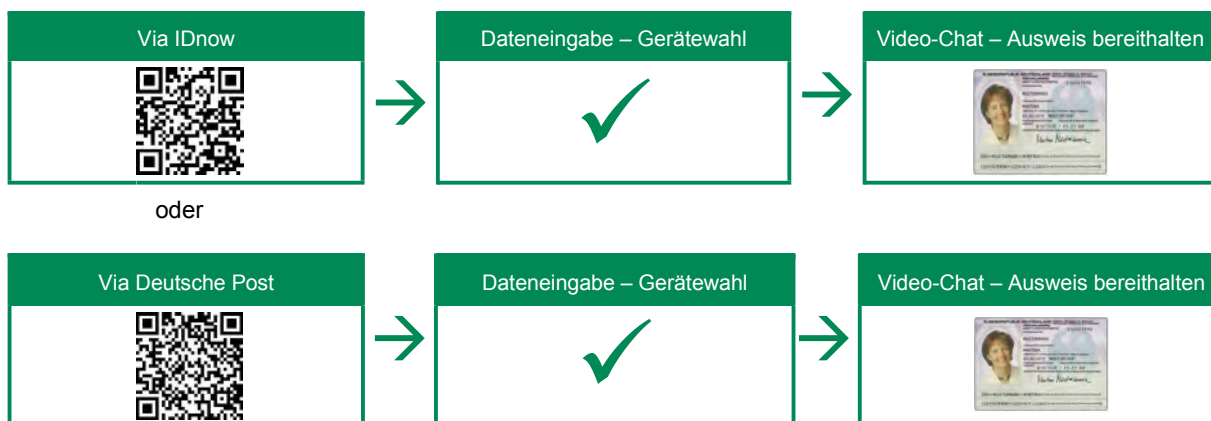 Via IDnow
Dateneingabe – Gerätewahl
Video-Chat – Ausweis bereithalten
oder
Via Deutsche Post
Dateneingabe – Gerätewahl
Video-Chat – Ausweis bereithalten